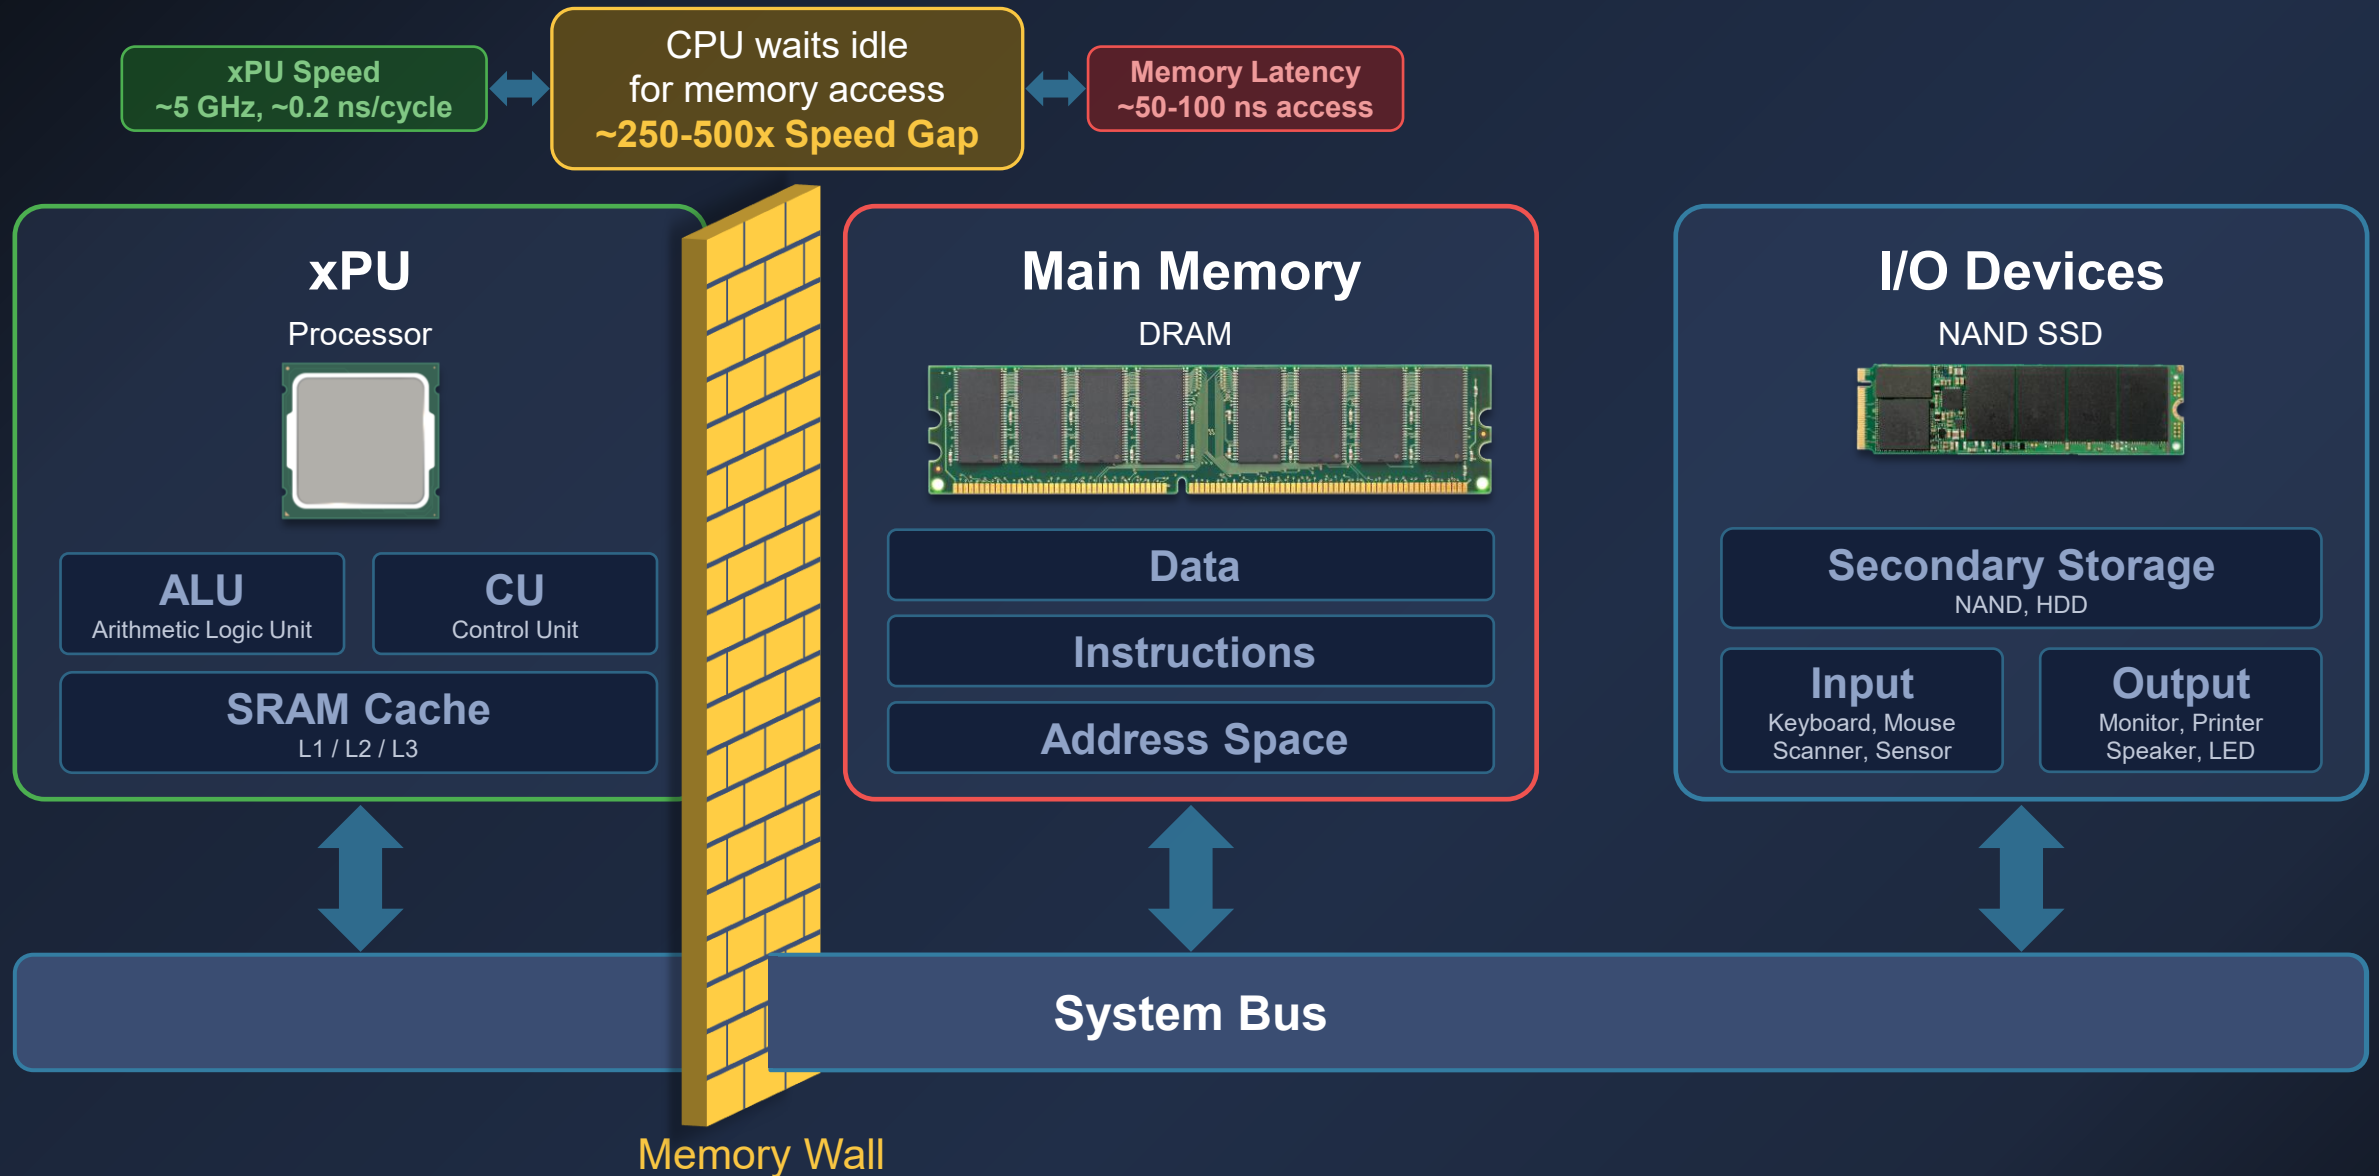 xPU Speed
~5 GHz, ~0.2 ns/cycle
CPU waits idle
for memory access
~250-500x Speed Gap
Memory Latency
~50-100 ns access
xPU
Processor
ALU
Arithmetic Logic Unit
CU
Control Unit
SRAM Cache
L1 / L2 / L3
Main Memory
DRAM
Data
Instructions
Address Space
I/O Devices
NAND SSD
Secondary Storage
NAND, HDD
Input
Keyboard, Mouse
Scanner, Sensor
Output
Monitor, Printer
Speaker, LED
System Bus
Memory Wall